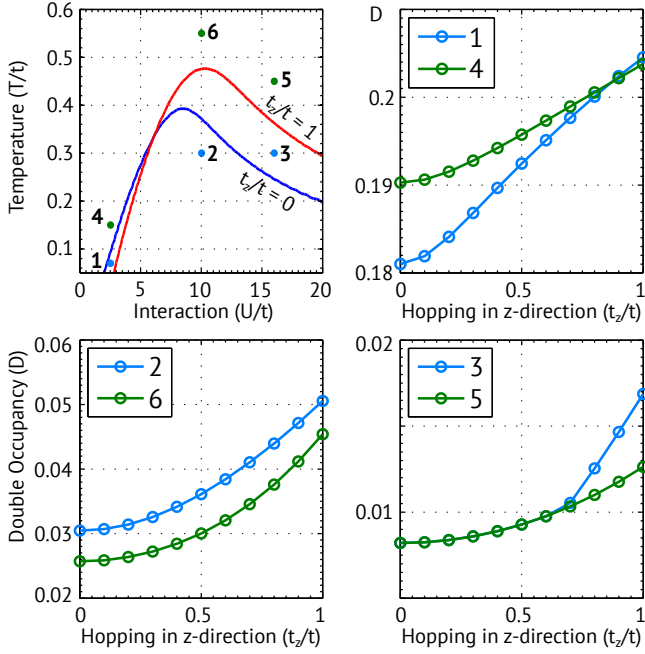 Temperature (T/t)
0.6
0.5
0.4
0.3
0.2
0.1
6
5
2
3
4
1
t_z/t = 1
t_z/t = 0
0 5 10 15 20
Interaction (U/t)
D
1
4
0.2
0.19
0.18
0 0.5 1
Hopping in z-direction (t_z/t)
Double Occupancy (D)
2
6
0.06
0.05
0.04
0.03
0.02
0 0.5 1
Hopping in z-direction (t_z/t)
3
5
0.02
0.01
0 0.5 1
Hopping in z-direction (t_z/t)